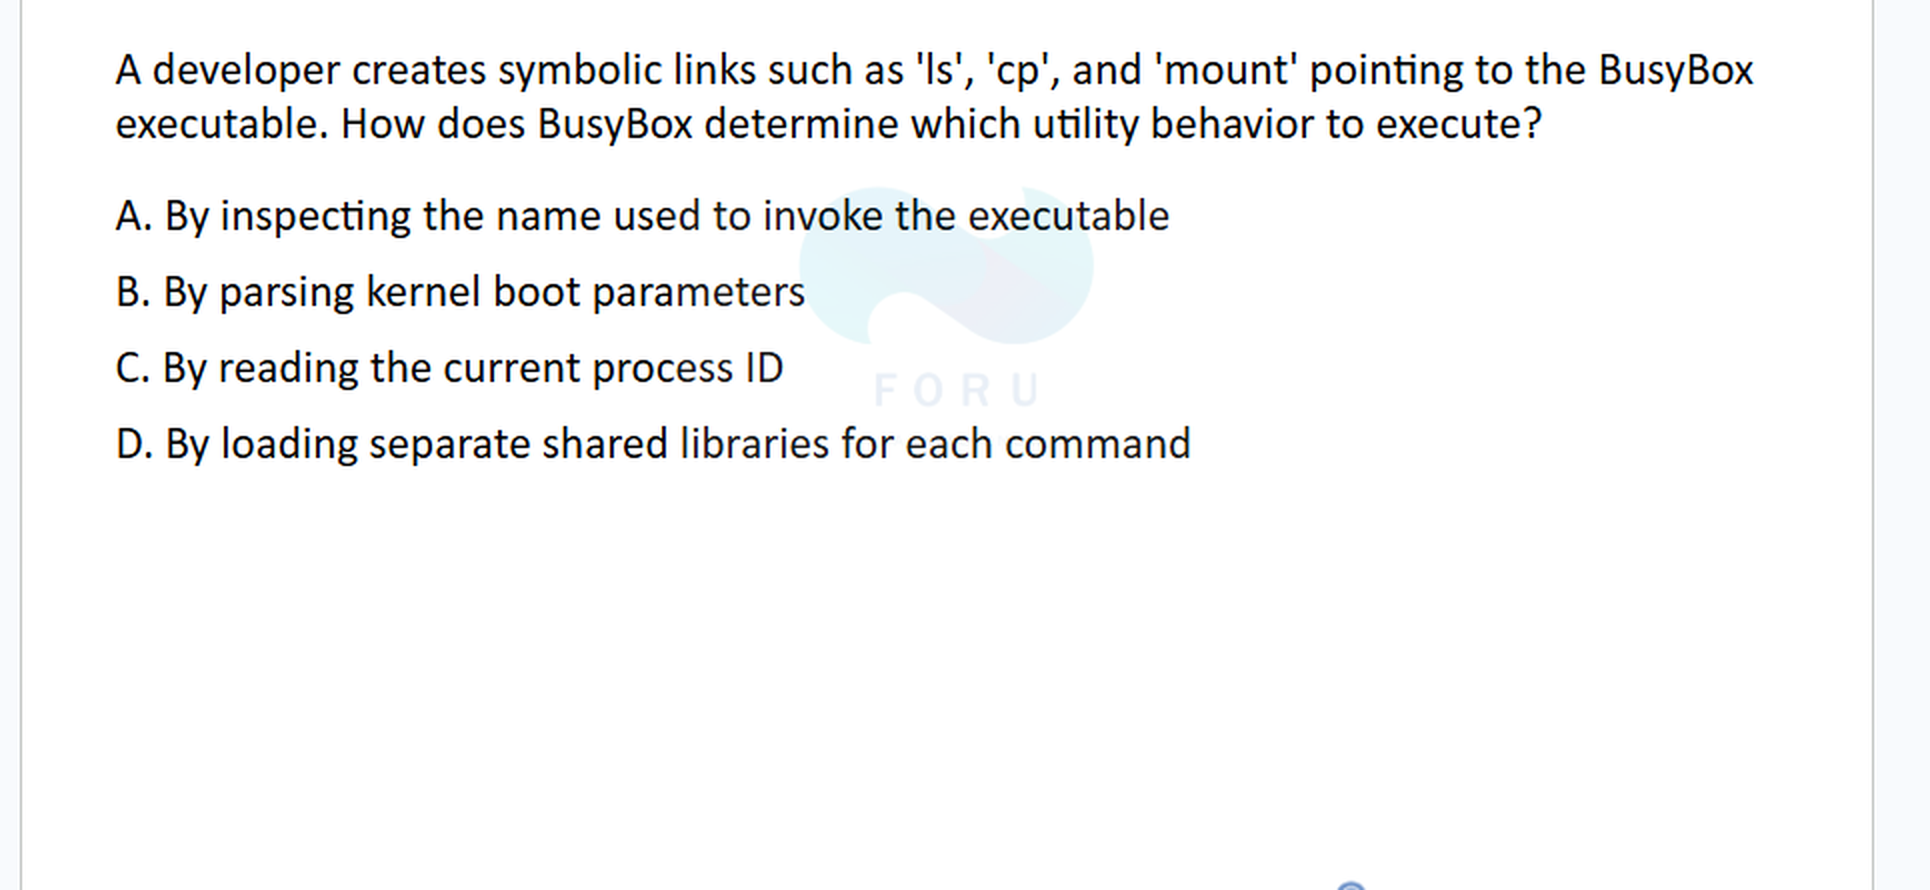 A developer creates symbolic links such as 'ls', 'cp', and 'mount' pointing to the BusyBox
executable. How does BusyBox determine which utility behavior to execute?
A. By inspecting the name used to invoke the executable
B. By parsing kernel boot parameters
C. By reading the current process ID
FORU
D. By loading separate shared libraries for each command